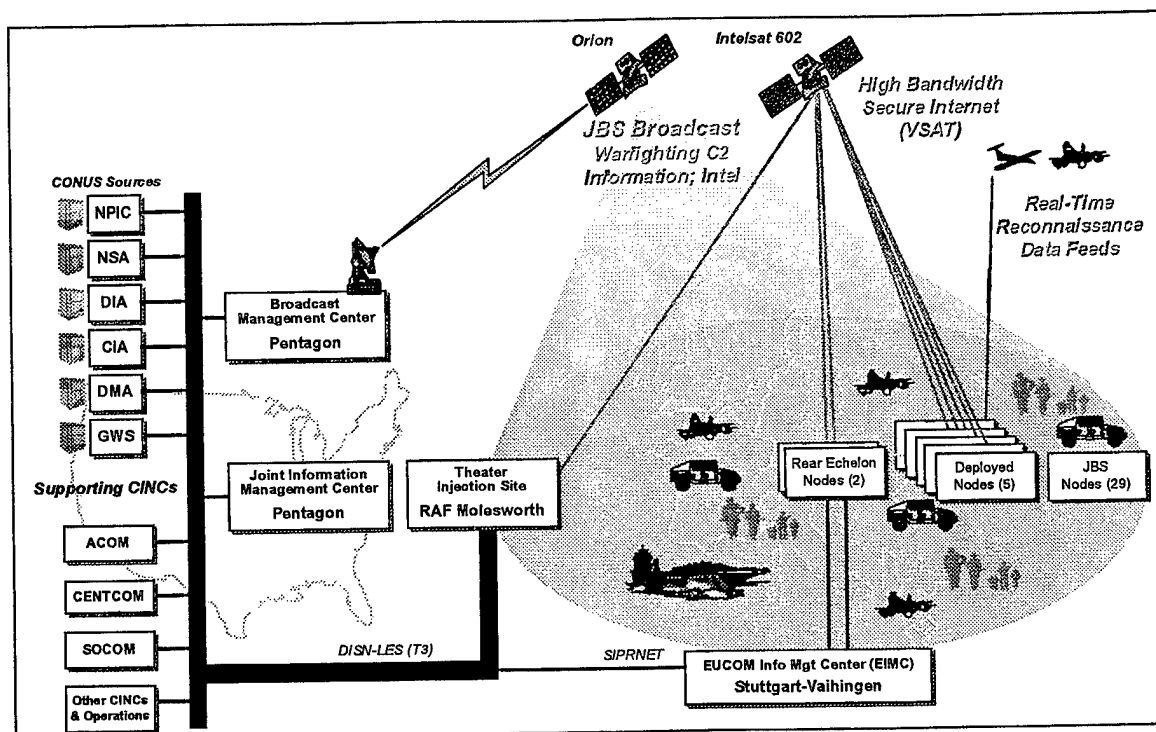 Orion
Intelsat 602
High Bandwidth
Secure Internet
(VSAT)
JBS Broadcast
Warfighting C2
Information; Intel
Real-Time
Reconnaissance
Data Feeds
CONUS Sources
NPIC
NSA
DIA
CIA
DMA
GWS
Broadcast
Management Center
Pentagon
Supporting CINCs
Joint Information
Management Center
Pentagon
Theater
Injection Site
RAF Molesworth
Rear Echelon
Nodes (2)
Deployed
Nodes (5)
JBS
Nodes (29)
ACOM
CENTCOM
SOCOM
Other CINCs
& Operations
DISN-LES (T3)
SIPRNET
EUCOM Info Mgt Center (EIMC)
Stuttgart-Vaihingen